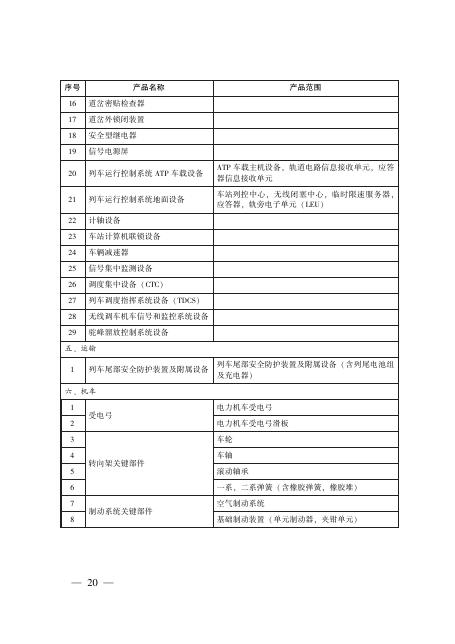 序号 产品名称 产品范围
16 道岔密贴检查器
17 道岔外锁闭装置
18 安全型继电器
19 信号电源屏
20 列车运行控制系统 ATP 车载设备 ATP 车载主机设备，轨道电路信息接收单元，应答
器信息接收单元
21 列车运行控制系统地面设备 车站列控中心，无线闭塞中心，临时限速服务器，
应答器，轨旁电子单元（LEU）
22 计轴设备
23 车站计算机联锁设备
24 车辆减速器
25 信号集中监测设备
26 调度集中设备（CTC）
27 列车调度指挥系统设备（TDCS）
28 无线调车机车信号和监控系统设备
29 驼峰溜放控制系统设备
五、运输
1 列车尾部安全防护装置及附属设备 列车尾部安全防护装置及附属设备（含列尾电池组
及充电器）
六、机车
1 受电弓 电力机车受电弓
2 电力机车受电弓滑板
3 转向架关键部件 车轮
4 车轴
5 滚动轴承
6 一系，二系弹簧（含橡胶弹簧，橡胶堆）
7 制动系统关键部件 空气制动系统
8 基础制动装置（单元制动器，夹钳单元）
— 20 —